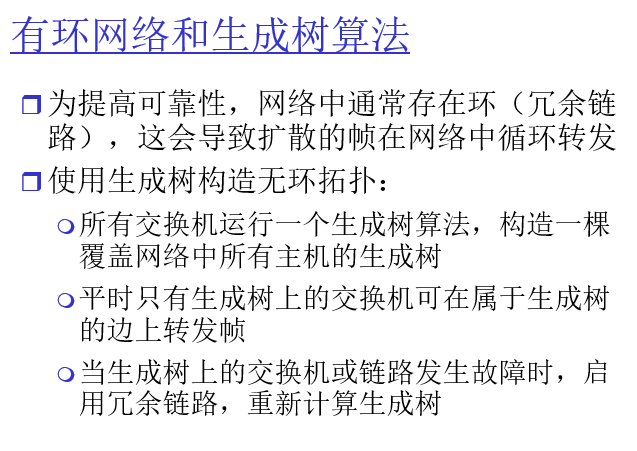 有环网络和生成树算法
为提高可靠性，网络中通常存在环（冗余链
路），这会导致扩散的帧在网络中循环转发
使用生成树构造无环拓扑：
所有交换机运行一个生成树算法，构造一棵
覆盖网络中所有主机的生成树
平时只有生成树上的交换机可在属于生成树
的边上转发帧
当生成树上的交换机或链路发生故障时，启
用冗余链路，重新计算生成树